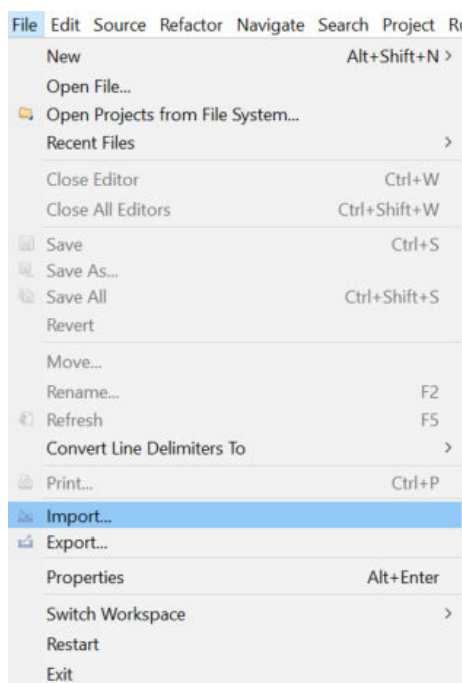 File Edit Source Refactor Navigate Search Project
New Alt+Shift+N >
Open File...
Open Projects from File System...
Recent Files >
Close Editor Ctrl+W
Close All Editors Ctrl+Shift+W
Save Ctrl+S
Save As...
Save All Ctrl+Shift+S
Revert
Move...
Rename... F2
Refresh F5
Convert Line Delimiters To >
Print... Ctrl+P
Import...
Export...
Properties Alt+Enter
Switch Workspace >
Restart
Exit